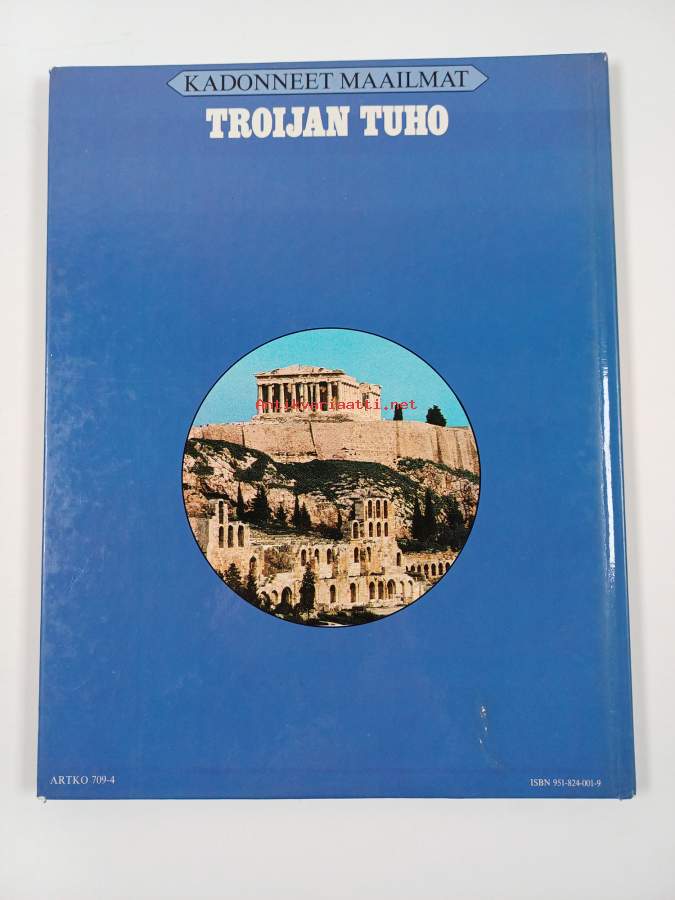 KADONNEET MAAILMAT
TROIJAN TUHO
Antikvariaatti.net
ARTKO 709-4
ISBN 951-824-001-9